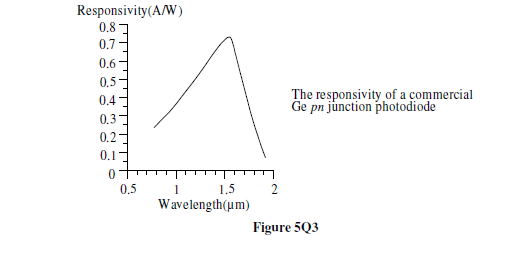 Responsivity(A/W)
0.8
0.7
0.6
0.5
0.4
0.3
0.2
0.1
0
0.5 1 1.5 2
Wavelength(µm)
The responsivity of a commercial
Ge pn junction photodiode
Figure 5Q3